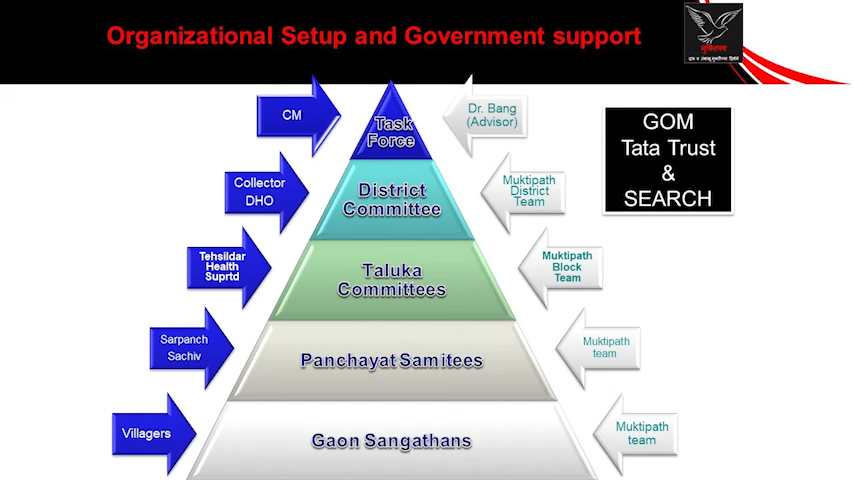 Organizational Setup and Government support
मुक्तिपथ
CM
Task
Force
Dr. Bang
(Advisor)
GOM
Tata Trust
&
SEARCH
Collector
DHO
District
Committee
Muktipath
District
Team
Tehsildar
Health
Suprtd
Taluka
Committees
Muktipath
Block
Team
Sarpanch
Sachiv
Panchayat Samitees
Muktipath
team
Villagers
Gaon Sangathans
Muktipath
team